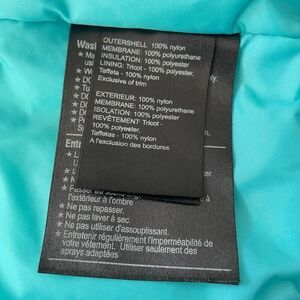 OUTERSHELL: 100% nylon
MEMBRANE: 100% polyurethane
INSULATION: 100% polyester
LINING: Tricot - 100% polyester,
Taffeta - 100% nylon
Exclusive of trim
EXTERIEUR: 100% nylon
MEMBRANE: 100% polyurethane
ISOLATION: 100% polyester
REVÊTEMENT Tricot -
100% polyester,
Taffetas - 100% nylon
A l'exclusion des bordures
Wash
Entre
l'extérieur à l'ombre
★ Ne pas repasser.
★ Ne pas laver à sec.
★ Ne pas utiliser d'assouplissant.
★ Entretenir régulièrement l'imperméabilité de
votre vêtement. Utiliser seulement des
sprays adaptées